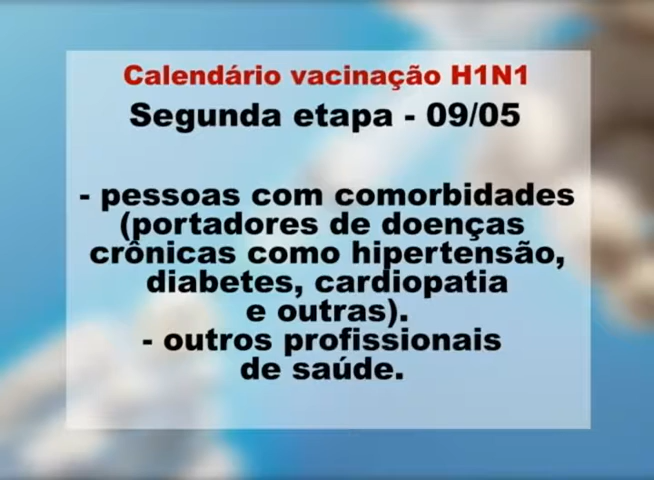 Calendário vacinação H1N1
Segunda etapa - 09/05
- pessoas com comorbidades
(portadores de doenças
crônicas como hipertensão,
diabetes, cardiopatia
e outras).
- outros profissionais
de saúde.